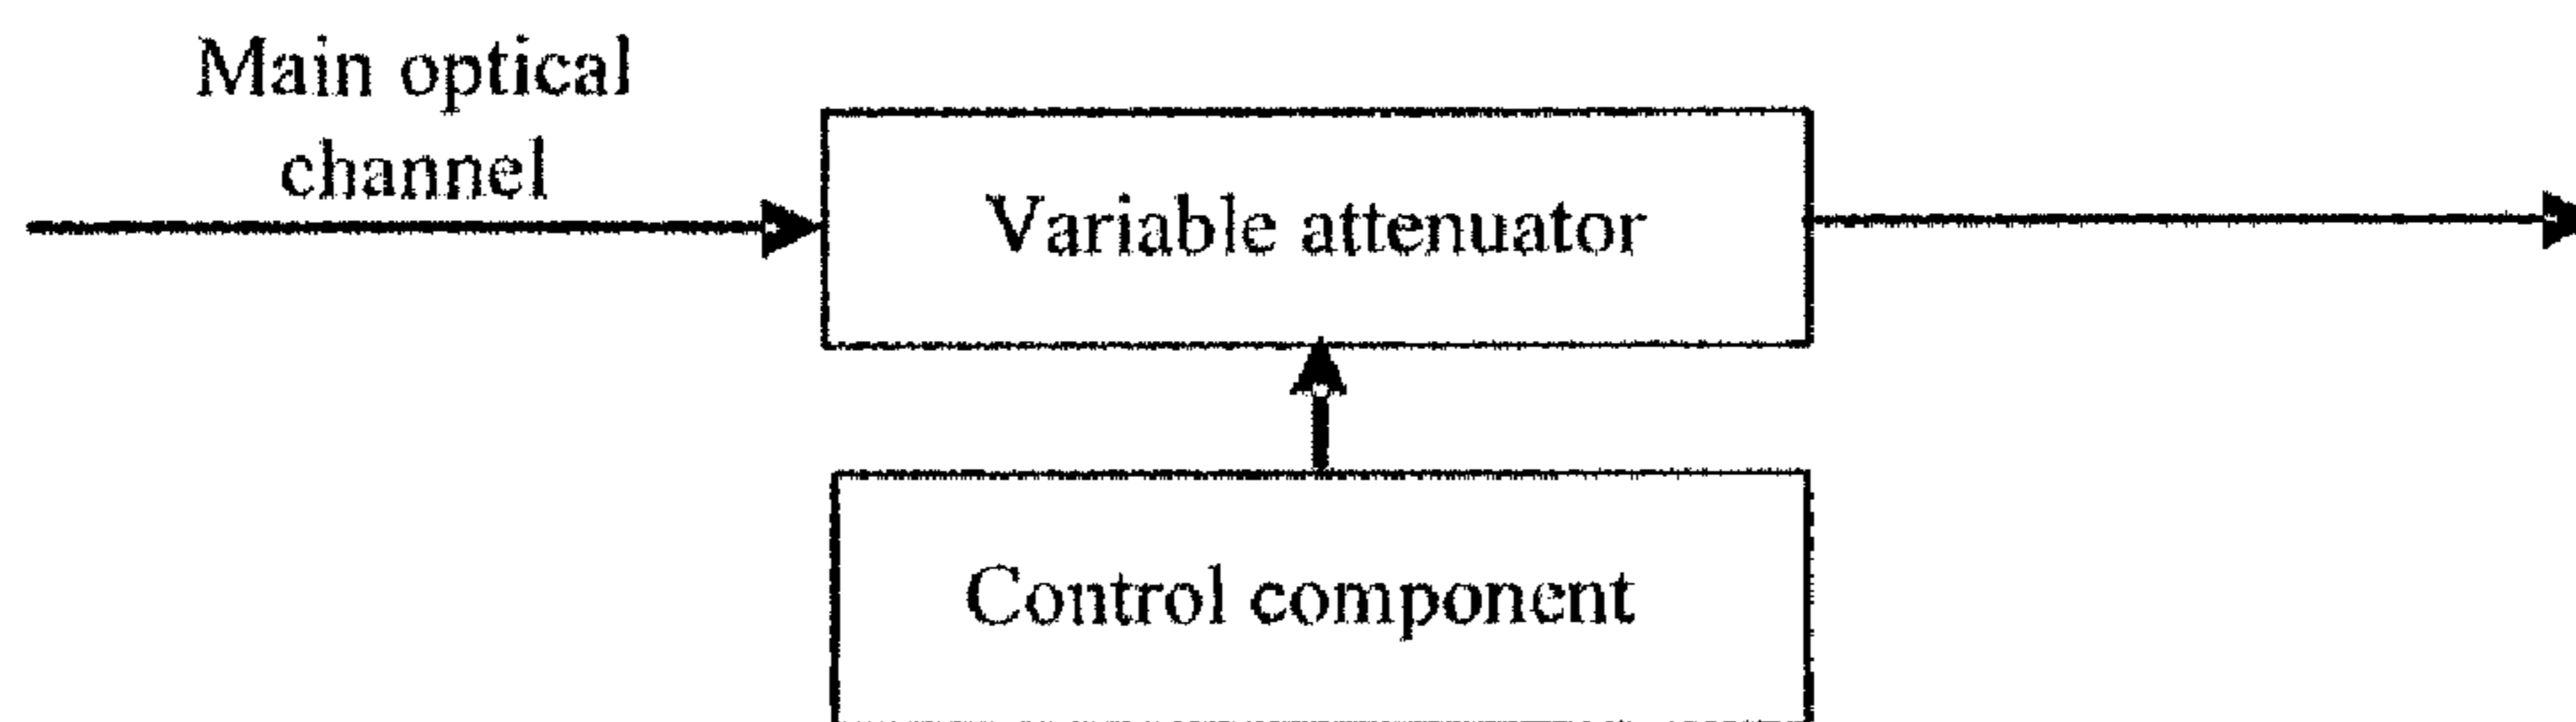 Main optical
channel
Variable attenuator
Control component